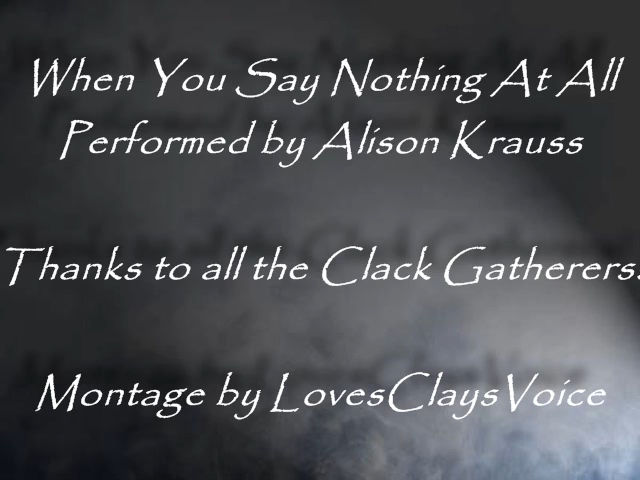 When You Say Nothing At All
Performed by Alison Krauss
Thanks to all the Clack Gatherers.
Montage by LovesClaysVoice